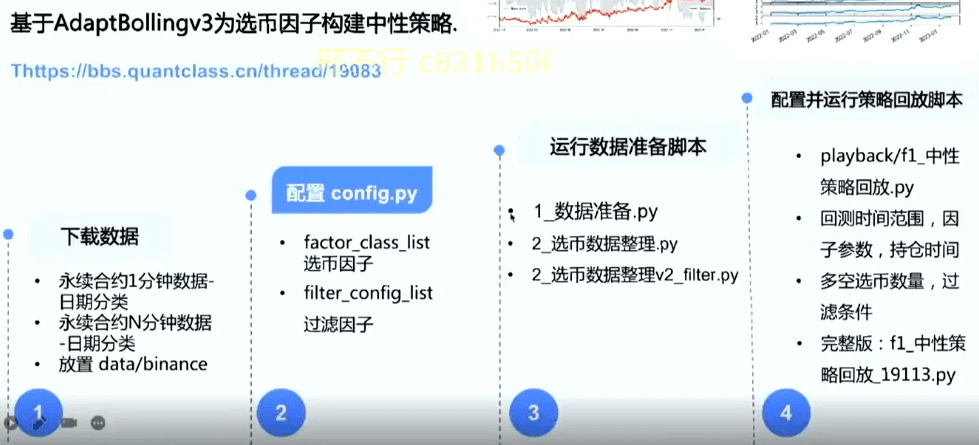 基于AdaptBollingv3为选币因子构建中性策略.
Thttps://bbs.quantclass.cn/thread/19083
下载数据
永续合约1分钟数据-
日期分类
永续合约N分钟数据
-日期分类
放置 data/binance
1
配置 config.py
factor_class_list
选币因子
filter_config_list
过滤因子
2
运行数据准备脚本
1_数据准备.py
2_选币数据整理.py
2_选币数据整理v2_filter.py
3
配置并运行策略回放脚本
playback/f1_中性
策略回放.py
回测时间范围，因
子参数，持仓时间
多空选币数量，过
滤条件
完整版：f1_中性策
略回放_19113.py
4